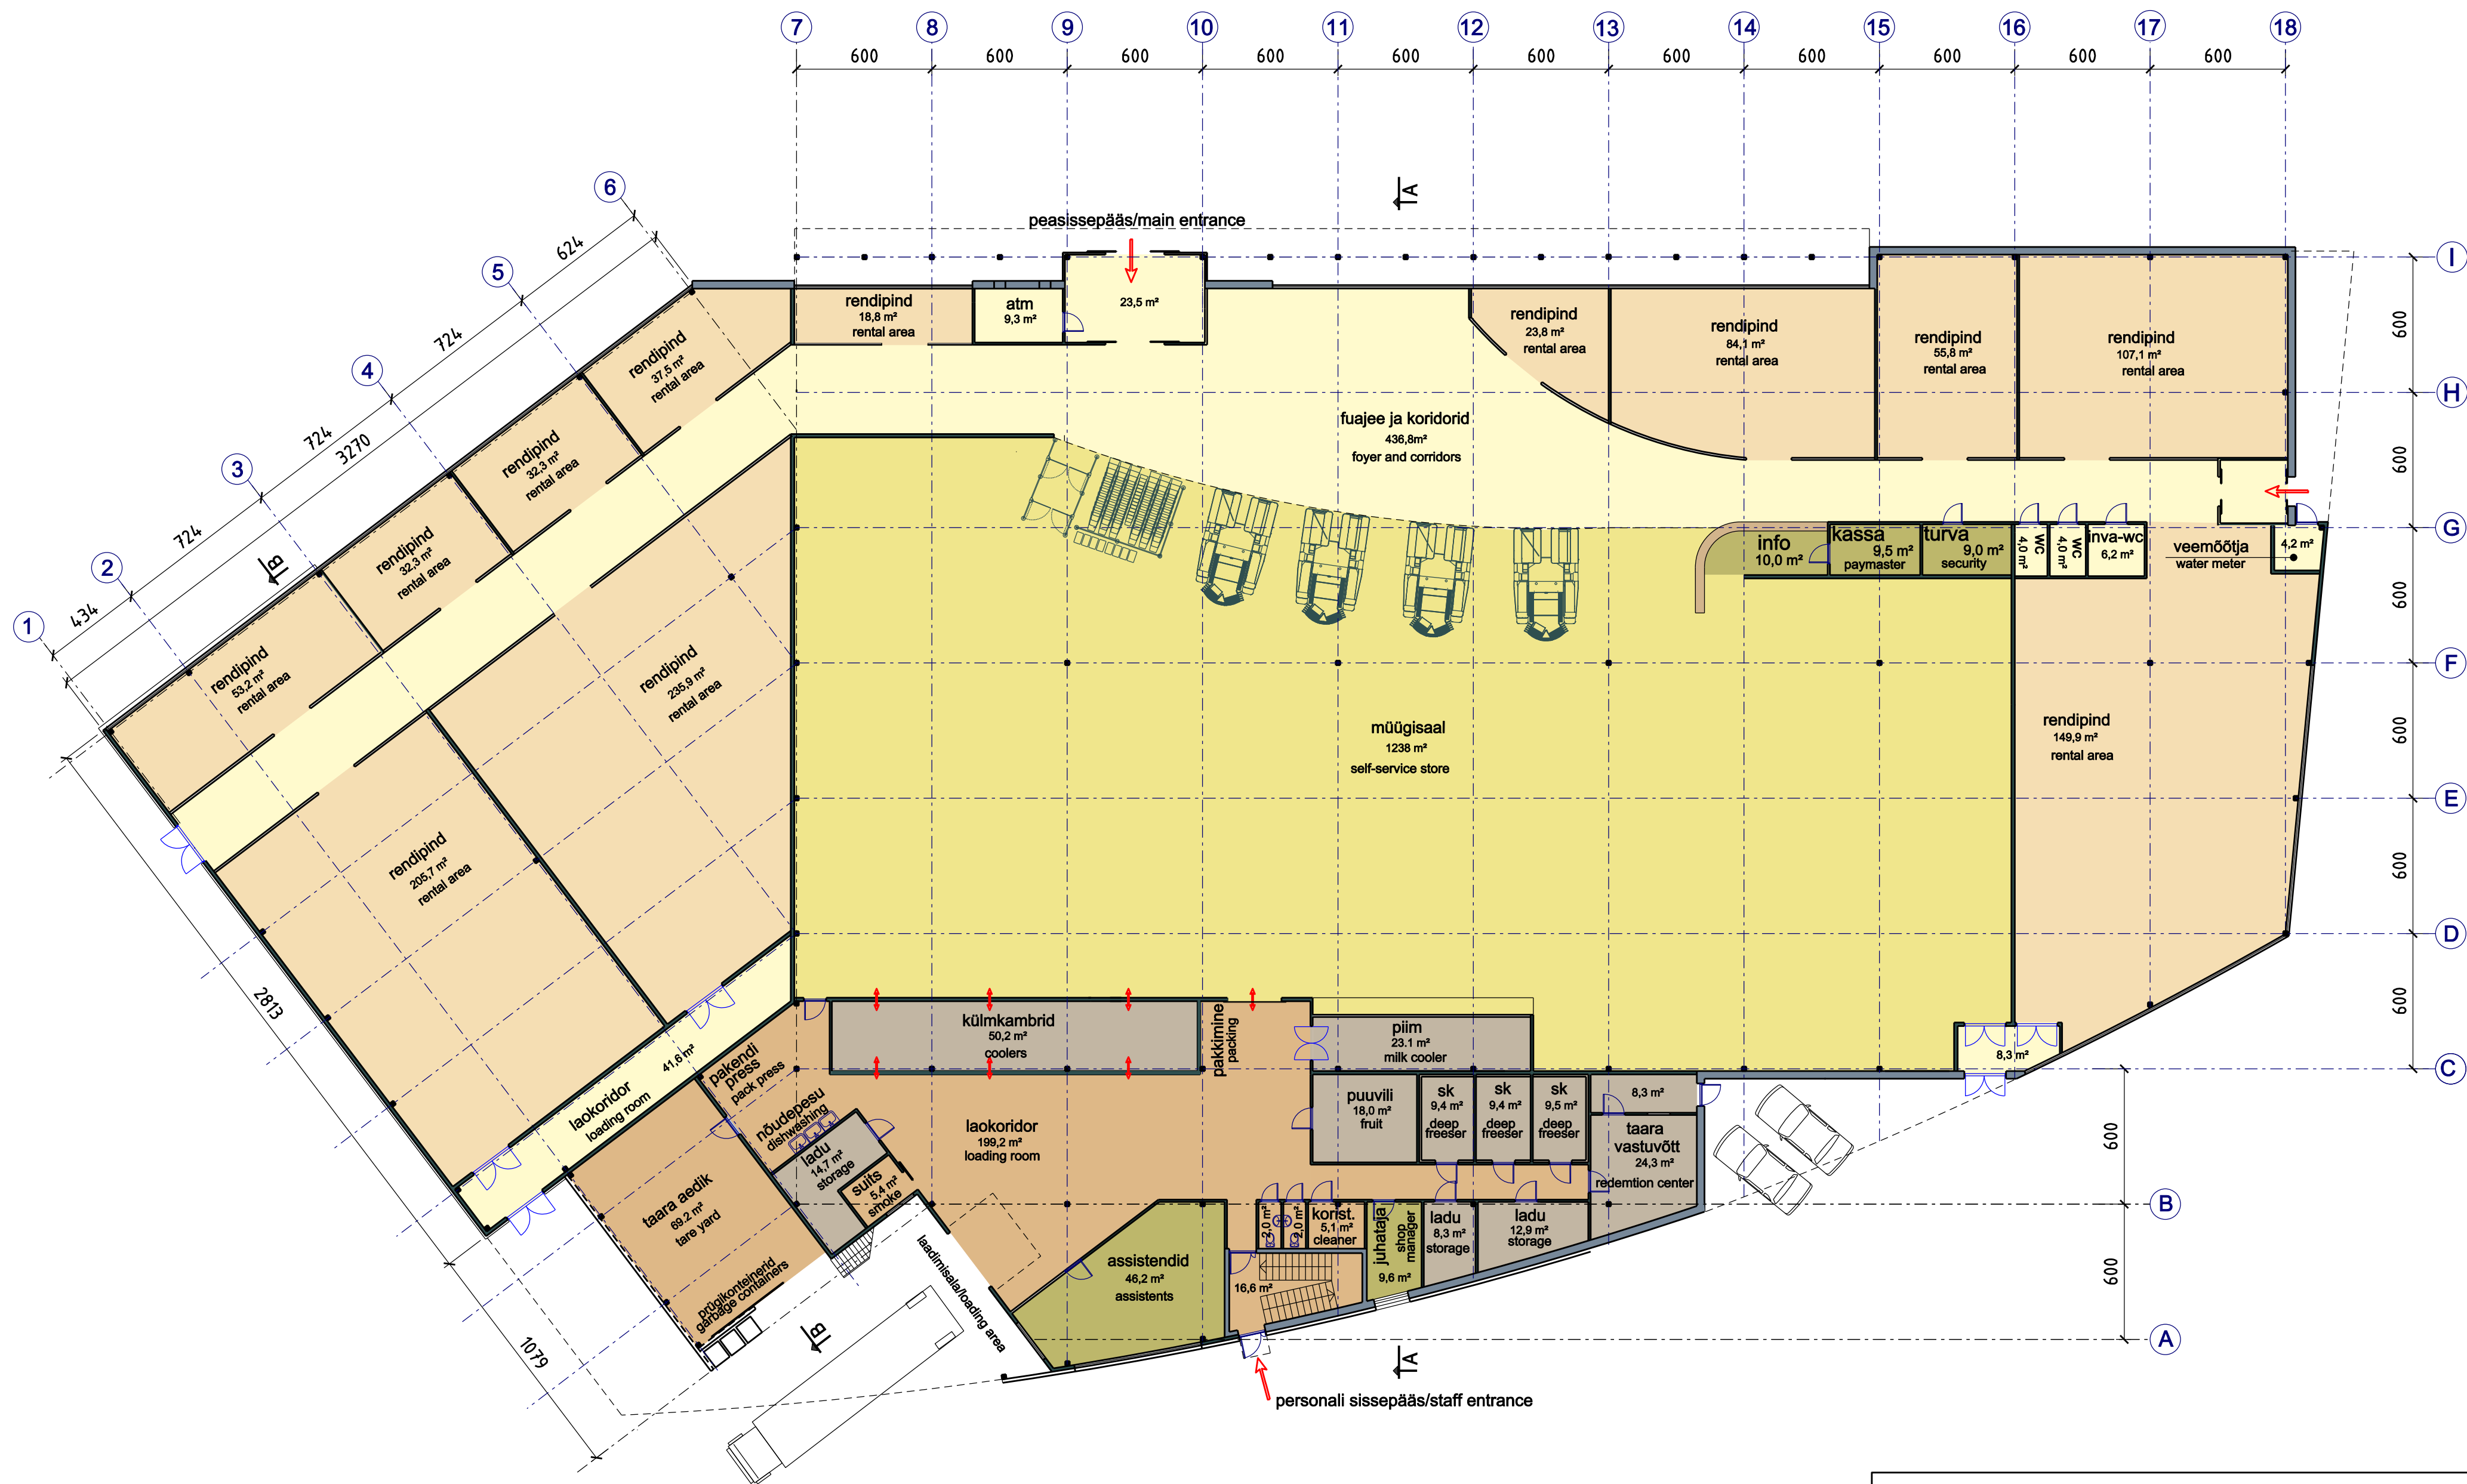 7 8 9 10 11 12 13 14 15 16 17 18
600 600 600 600 600 600 600 600 600 600 600
6
5
4
3
2
1
624
724
724
724
434
3270
B
A
peasissepääs/main entrance
I
H
G
F
E
D
C
B
A
600
600
600
600
600
600
600
600
rendipind
18,8 m²
rental area
atm
9,3 m²
23,5 m²
rendipind
23,8 m²
rental area
rendipind
84,1 m²
rental area
rendipind
55,8 m²
rental area
rendipind
107,1 m²
rental area
rendipind
37,5 m²
rental area
rendipind
32,3 m²
rental area
rendipind
32,3 m²
rental area
rendipind
53,2 m²
rental area
fuajee ja koridorid
436,8m²
foyer and corridors
info
10,0 m²
kassa
9,5 m²
paymaster
turva
9,0 m²
security
WC
4,0 m²
WC
4,0 m²
inva-wc
6,2 m²
veemõõtja
water meter
4,2 m²
rendipind
235,9 m²
rental area
rendipind
205,7 m²
rental area
müügisaal
1238 m²
self-service store
rendipind
149,9 m²
rental area
2813
1079
laokoridor
loading room
41,6 m²
külmkambrid
50,2 m²
coolers
pakkimine
packing
piim
23.1 m²
milk cooler
8,3 m²
pakendi
press
pack press
nõudepesu
dishwashing
ladu
14,7 m²
storage
suits
5,4 m²
smoke
laokoridor
199,2 m²
loading room
puuvili
18,0 m²
fruit
sk
9,4 m²
deep
freeser
sk
9,4 m²
deep
freeser
sk
9,5 m²
deep
freeser
8,3 m²
taara
vastuvõtt
24,3 m²
redemtion center
taara aedik
69.2 m²
tare yard
prügikonteinerid
garbage containers
laadimisala/loading area
assistendid
46,2 m²
assistents
2,0 m²
2,0 m²
korist.
5,1 m²
cleaner
juhataja
shop
manager
9,6 m²
ladu
8,3 m²
storage
ladu
12,9 m²
storage
16,6 m²
B
A
personali sissepääs/staff entrance